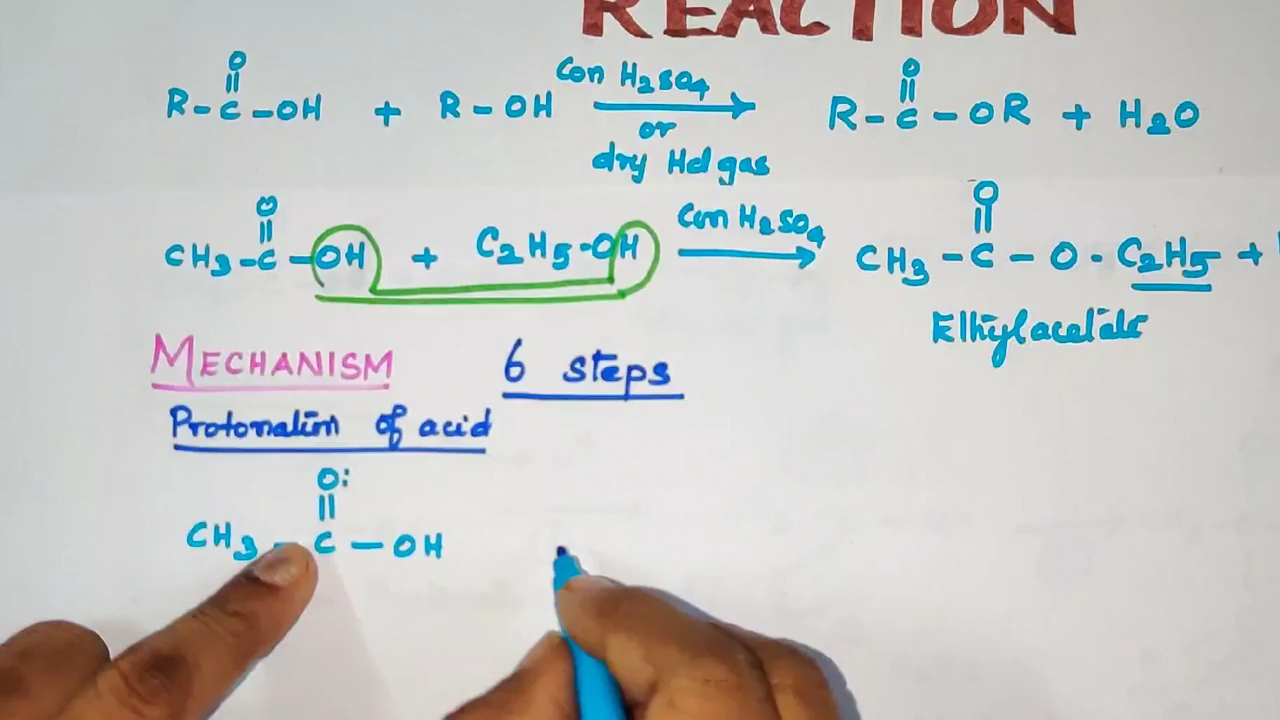 REACTION
O
||
R-C-OH + R-OH Con H2SO4 or dry Hcl gas → R-C-OR + H2O
O
||
CH3-C-OH + C2H5-OH Con H2SO4 → CH3-C-O-C2H5 +
Ethylacetate
MECHANISM 6 steps
Protonation of acid
O:
||
CH3-C-OH